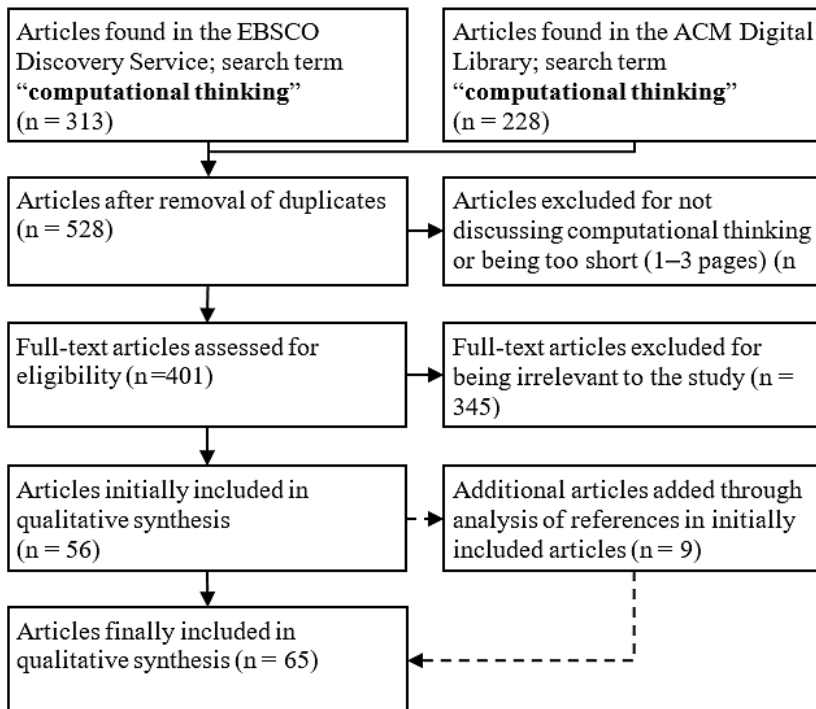 Articles found in the EBSCO
Discovery Service; search term
“computational thinking”
(n = 313)
Articles found in the ACM Digital
Library; search term
“computational thinking”
(n = 228)
Articles after removal of duplicates
(n = 528)
Articles excluded for not
discussing computational thinking
or being too short (1–3 pages) (n
Full-text articles assessed for
eligibility (n =401)
Full-text articles excluded for
being irrelevant to the study (n =
345)
Articles initially included in
qualitative synthesis
(n = 56)
Additional articles added through
analysis of references in initially
included articles (n = 9)
Articles finally included in
qualitative synthesis (n = 65)